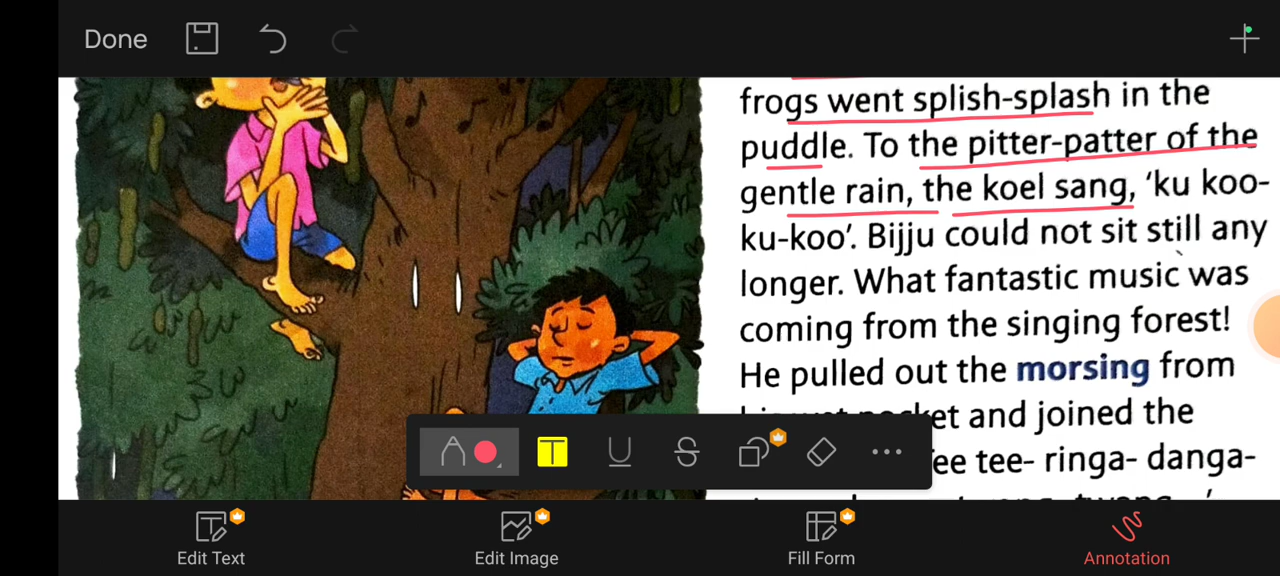 Done
frogs went splish-splash in the
puddle. To the pitter-patter of the
gentle rain, the koel sang, ‘ku koo-
ku-koo’. Bijju could not sit still any
longer. What fantastic music was
coming from the singing forest!
He pulled out the morsing from
pocket and joined the
tee- ringa- danga-
T
U
S
Edit Text
Edit Image
Fill Form
Annotation